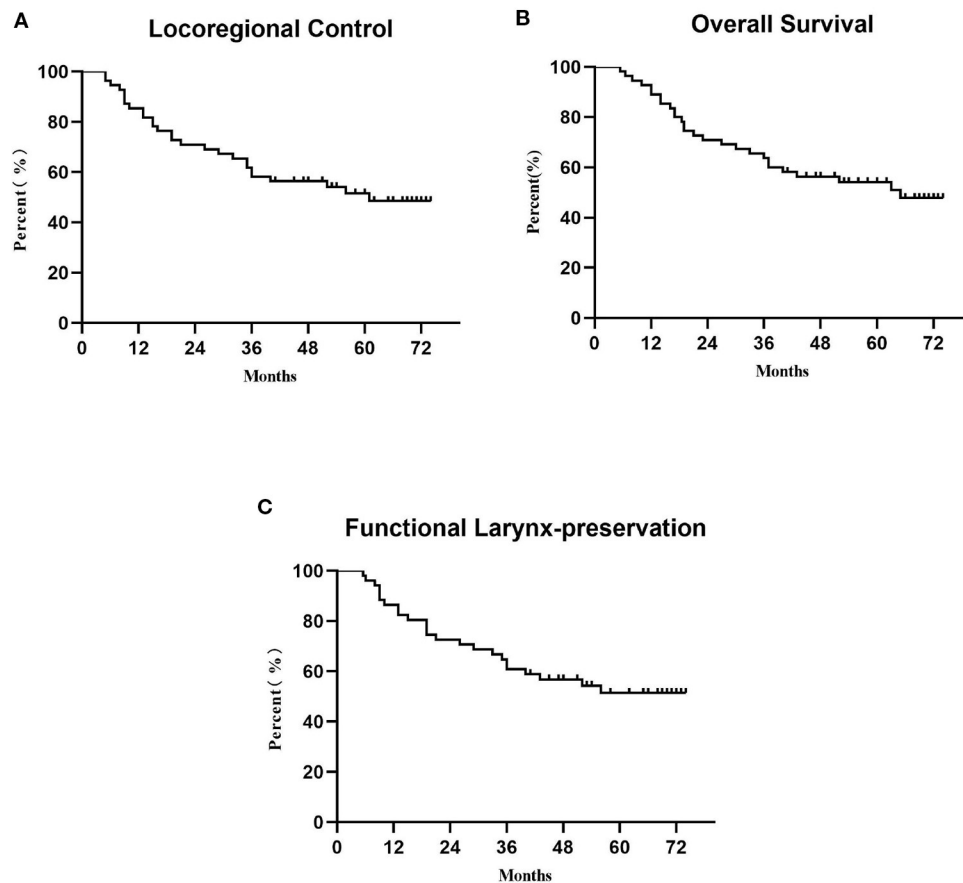 A
Locoregional Control
100
80
60
40
20
0
Percent( %)
0 12 24 36 48 60 72
Months
B
Overall Survival
100
80
60
40
20
0
Percent(%)
0 12 24 36 48 60 72
Months
C
Functional Larynx-preservation
100
80
60
40
20
0
Percent( %)
0 12 24 36 48 60 72
Months